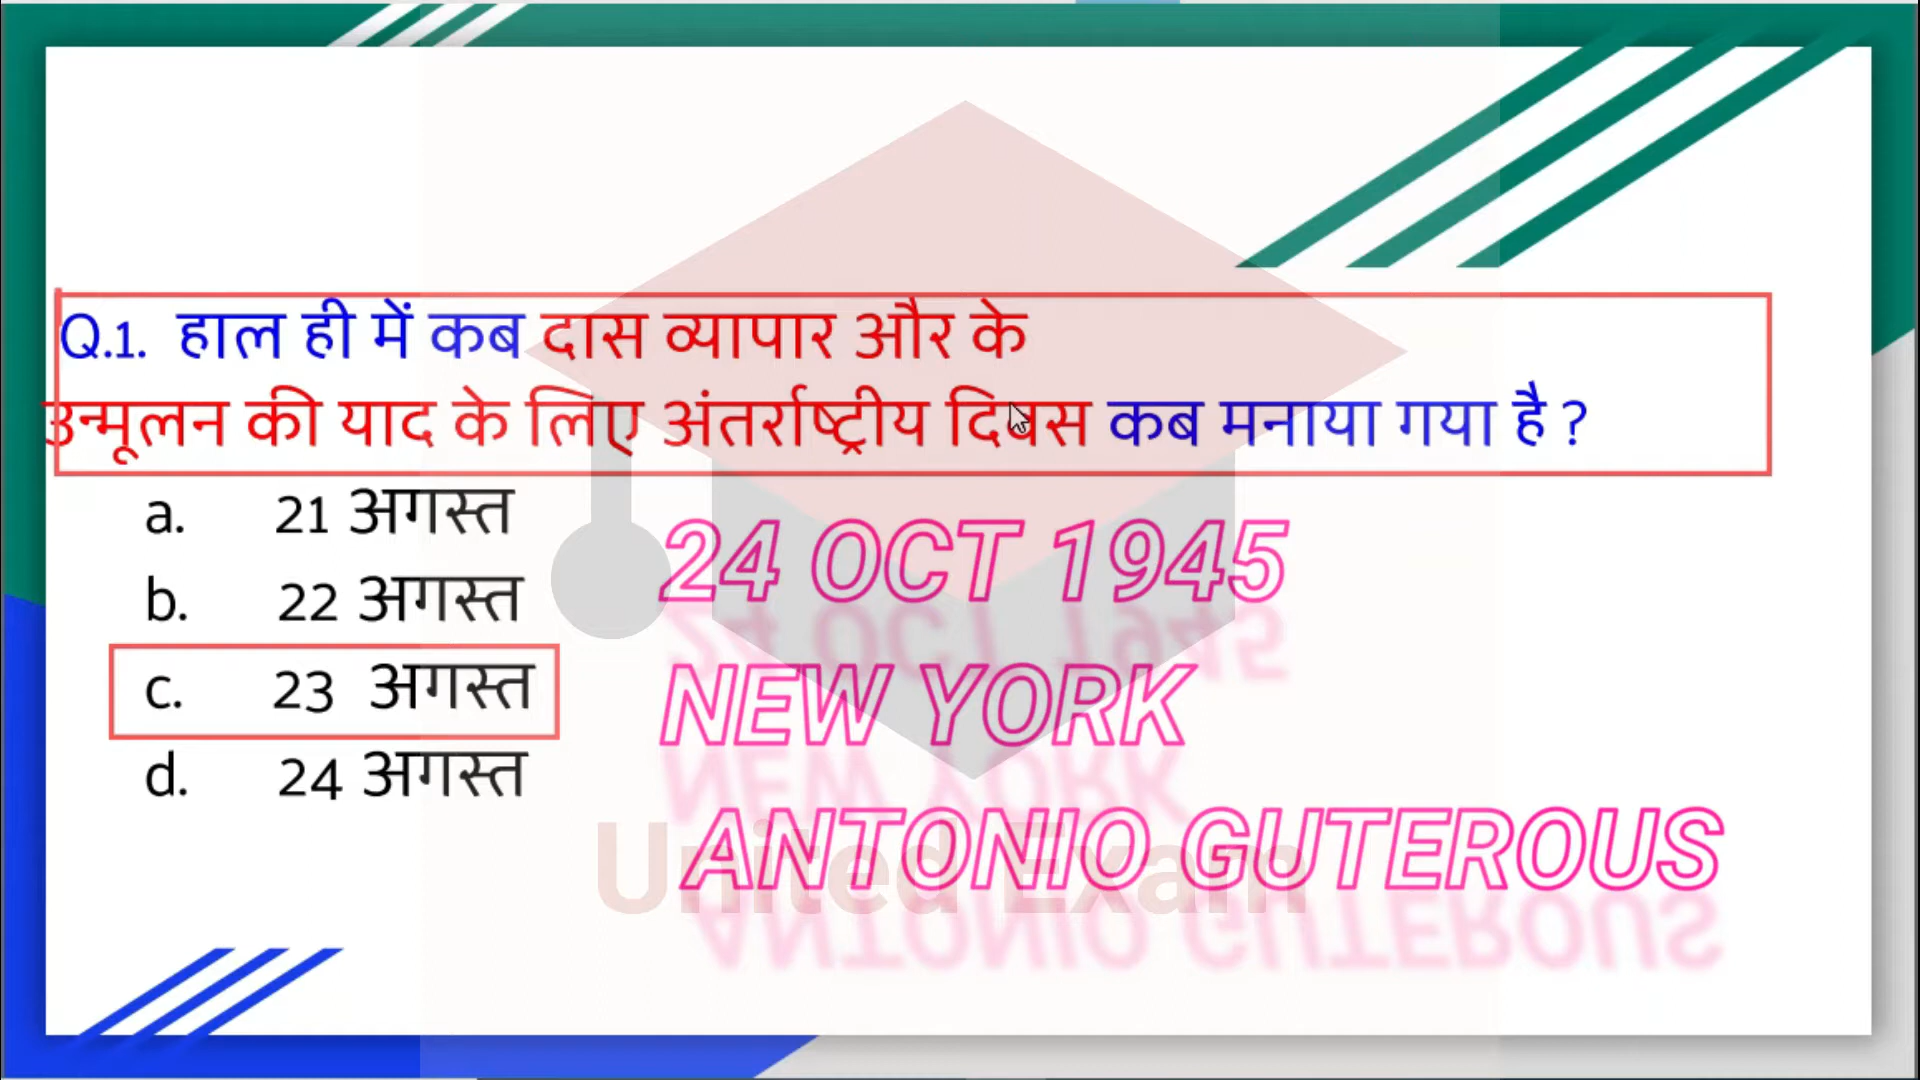 Q.1. हाल ही में कब दास व्यापार और के
उन्मूलन की याद के लिए अंतर्राष्ट्रीय दिवस कब मनाया गया है ?
a. 21 अगस्त
b. 22 अगस्त
c. 23 अगस्त
d. 24 अगस्त
24 OCT 1945
NEW YORK
ANTONIO GUTEROUS
United Exam